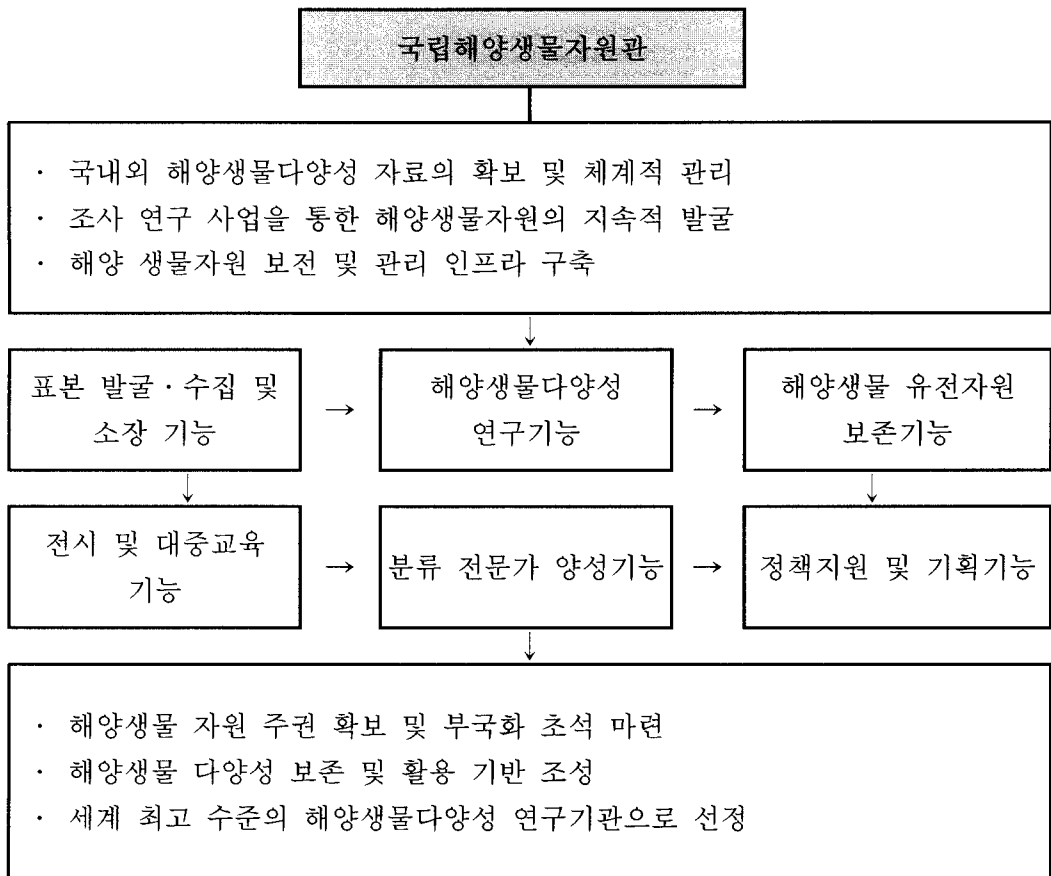 국립해양생물자원관
· 국내외 해양생물다양성 자료의 확보 및 체계적 관리
· 조사 연구 사업을 통한 해양생물자원의 지속적 발굴
· 해양 생물자원 보전 및 관리 인프라 구축
↓
표본 발굴·수집 및
소장 기능
→
해양생물다양성
연구기능
→
해양생물 유전자원
보존기능
↓
↓
전시 및 대중교육
기능
→
분류 전문가 양성기능
→
정책지원 및 기획기능
↓
· 해양생물 자원 주권 확보 및 부국화 초석 마련
· 해양생물 다양성 보존 및 활용 기반 조성
· 세계 최고 수준의 해양생물다양성 연구기관으로 선정